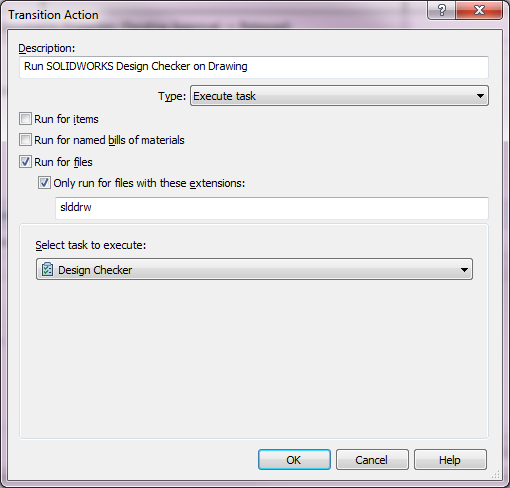 Transition Action
Description:
Run SOLIDWORKS Design Checker on Drawing
Type: Execute task
Run for items
Run for named bills of materials
Run for files
Only run for files with these extensions:
slddrw
Select task to execute:
Design Checker
OK Cancel Help